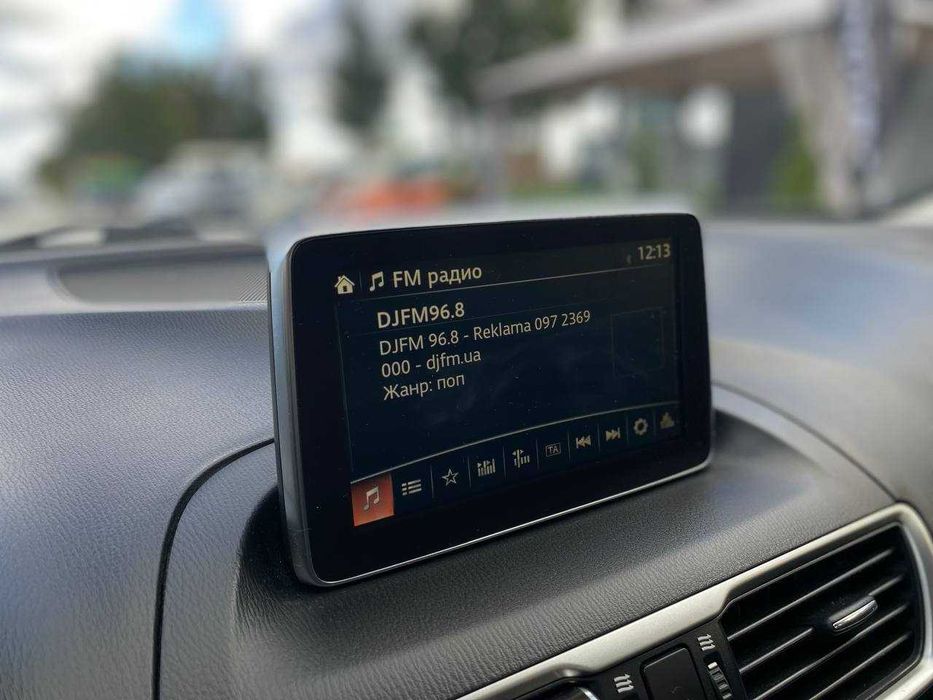 FM радио
12:13
DJFM96.8
DJFM 96.8 - Reklama 097 2369
000 - djfm.ua
Жанр: поп
TA